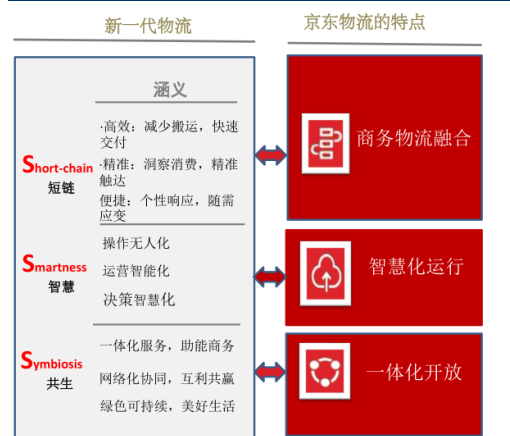 新一代物流
京东物流的特点
涵义
·高效：减少搬运，快速
交付
Short-chain
短链
·精准：洞察消费，精准
触达
便捷：个性响应，随需
应变
商务物流融合
Smartness
智慧
操作无人化
运营智能化
决策智慧化
智慧化运行
Symbiosis
共生
一体化服务，助能商务
网络化协同，互利共赢
绿色可持续，美好生活
一体化开放